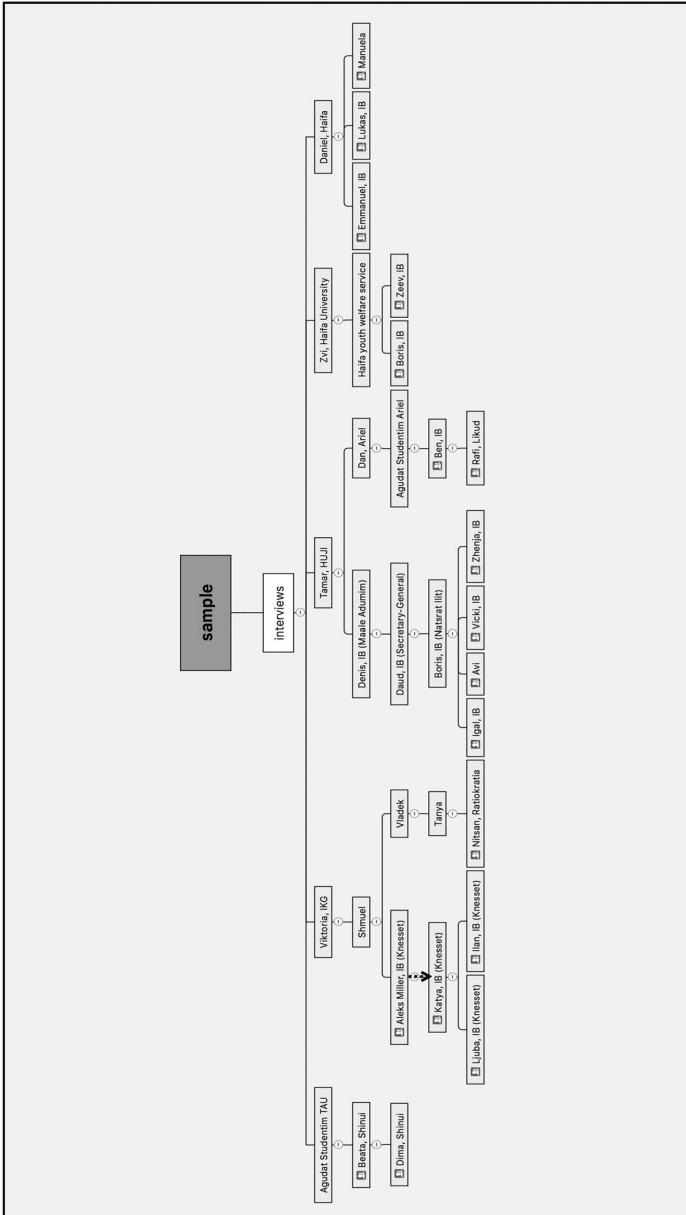 sample
interviews
Agudat Studentim TAU
Beata, Shinui
Dima, Shinui
Viktoria, IKG
Shmuel
Aleks Miller, IB (Knesset)
Katya, IB (Knesset)
Ljuba, IB (Knesset)
Ilan, IB (Knesset)
Vladek
Tanya
Nitsan, Ratiokratia
Tamar, HUJI
Denis, IB (Maale Adumim)
Daud, IB (Secretary-General)
Boris, IB (Natsrat Ilit)
Igal, IB
Avi
Vicki, IB
Zhenja, IB
Dan, Ariel
Agudat Studentim Ariel
Ben, IB
Rafi, Likud
Zvi, Haifa University
Haifa youth welfare service
Boris, IB
Zeev, IB
Daniel, Haifa
Emmanuel, IB
Lukas, IB
Manuela